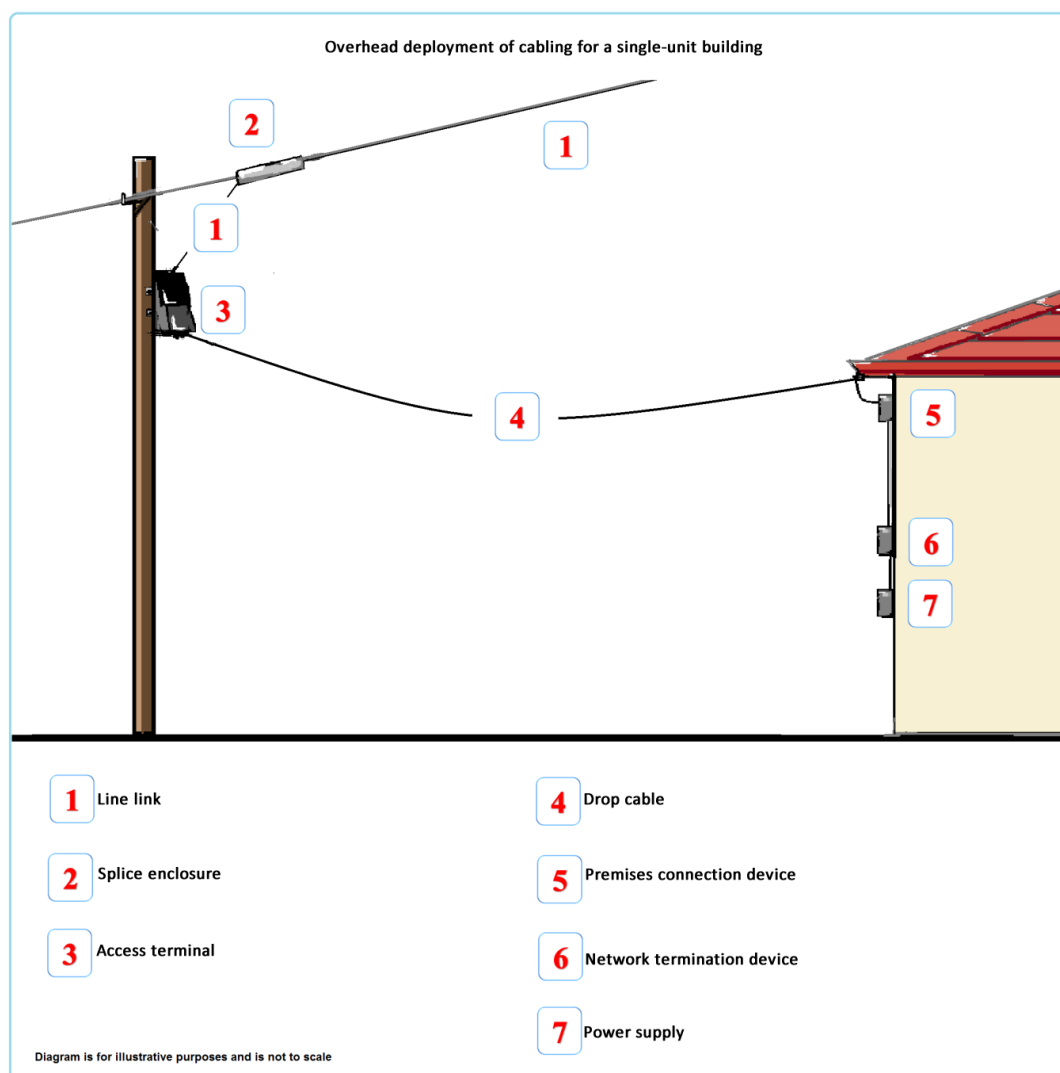 Overhead deployment of cabling for a single-unit building
2
1
1
3
4
5
6
7
1 Line link
4 Drop cable
2 Splice enclosure
5 Premises connection device
3 Access terminal
6 Network termination device
7 Power supply
Diagram is for illustrative purposes and is not to scale